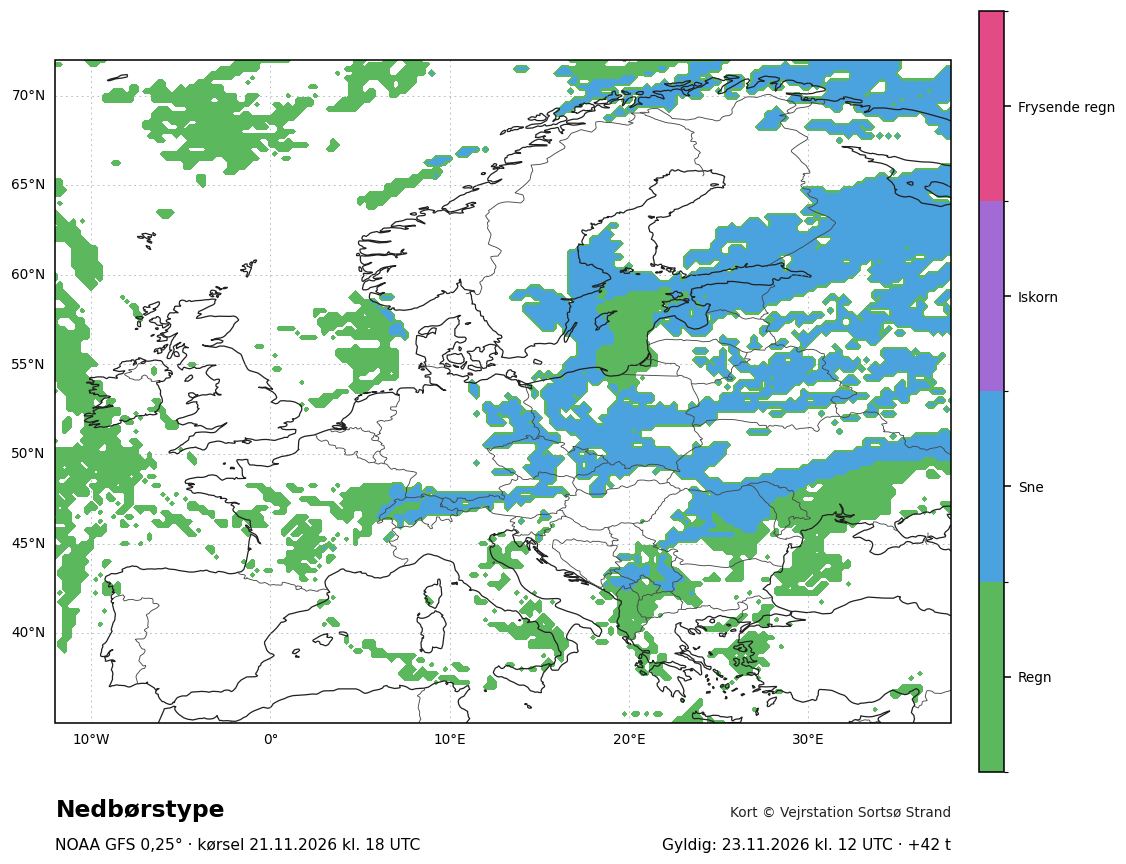 Frysende regn
Iskorn
Sne
Regn
70°N
65°N
60°N
55°N
50°N
45°N
40°N
10°W
0°
10°E
20°E
30°E
Nedbørstype
Kort © Vejrstation Sortsø Strand
NOAA GFS 0,25° · kørsel 21.11.2026 kl. 18 UTC
Gyldig: 23.11.2026 kl. 12 UTC · +42 t